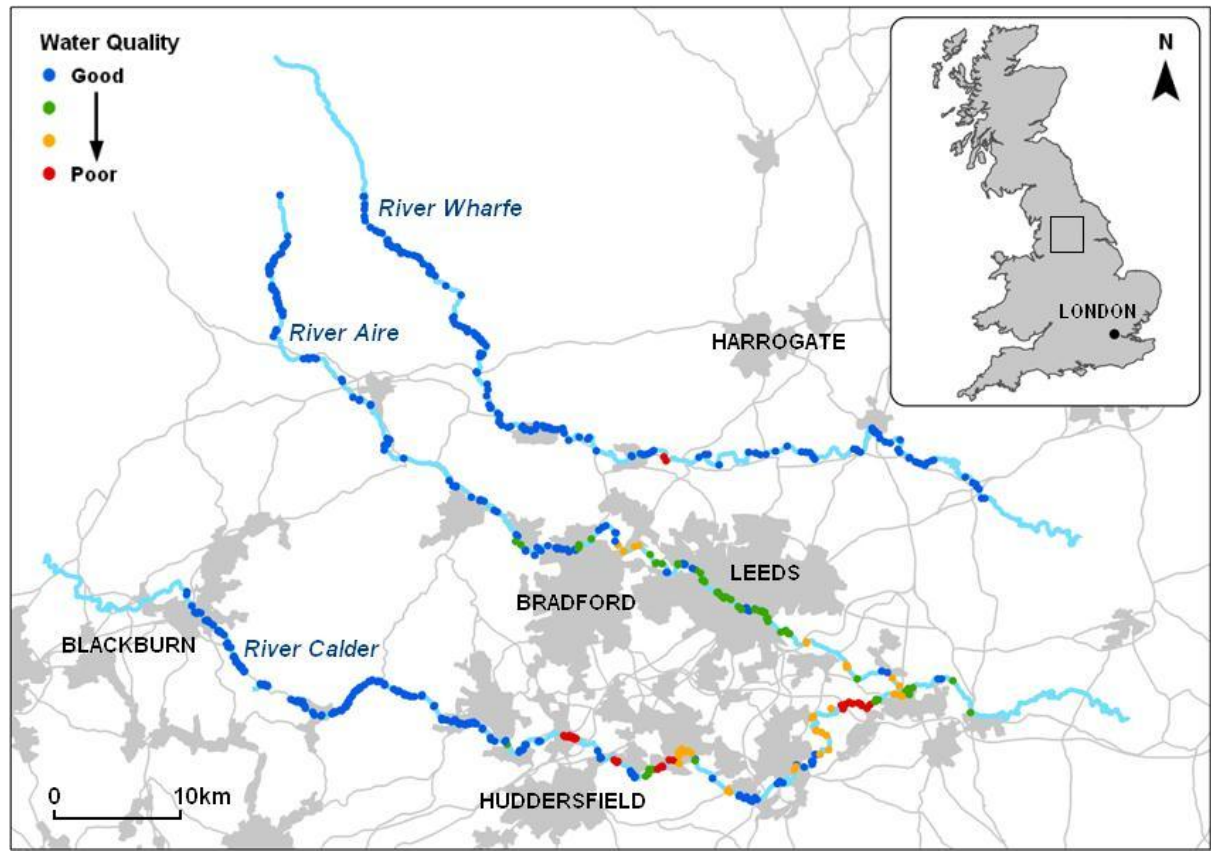 Water Quality
Good
Poor
N
LONDON
River Wharfe
River Aire
HARROGATE
LEEDS
BRADFORD
BLACKBURN
River Calder
HUDDERSFIELD
0 10km